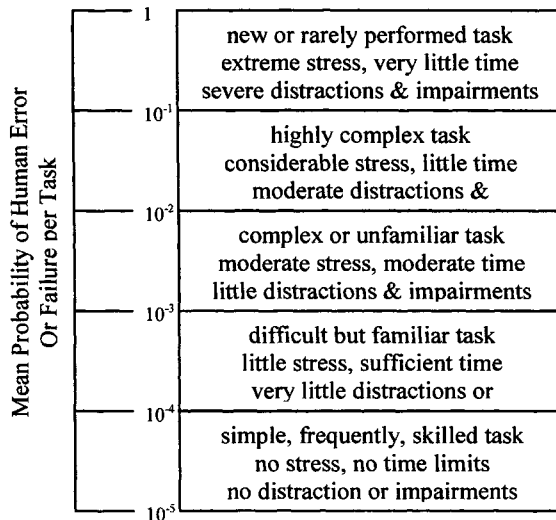 Mean Probability of Human Error
Or Failure per Task
1
new or rarely performed task
extreme stress, very little time
severe distractions & impairments
10-1
highly complex task
considerable stress, little time
moderate distractions &
10-2
complex or unfamiliar task
moderate stress, moderate time
little distractions & impairments
10-3
difficult but familiar task
little stress, sufficient time
very little distractions or
10-4
simple, frequently, skilled task
no stress, no time limits
no distraction or impairments
10-5